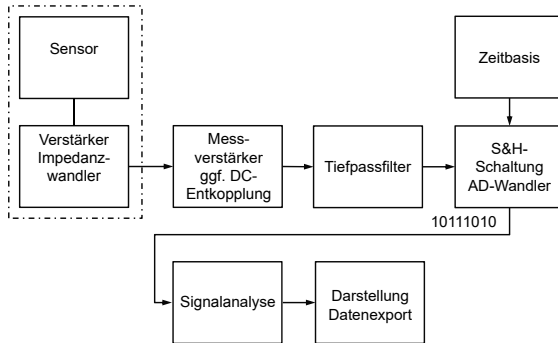 Sensor
Zeitbasis
Verstärker
Impedanz-
wandler
Mess-
verstärker
ggf. DC-
Entkopplung
Tiefpassfilter
S&H-
Schaltung
AD-Wandler
10111010
Signalanalyse
Darstellung
Datenexport